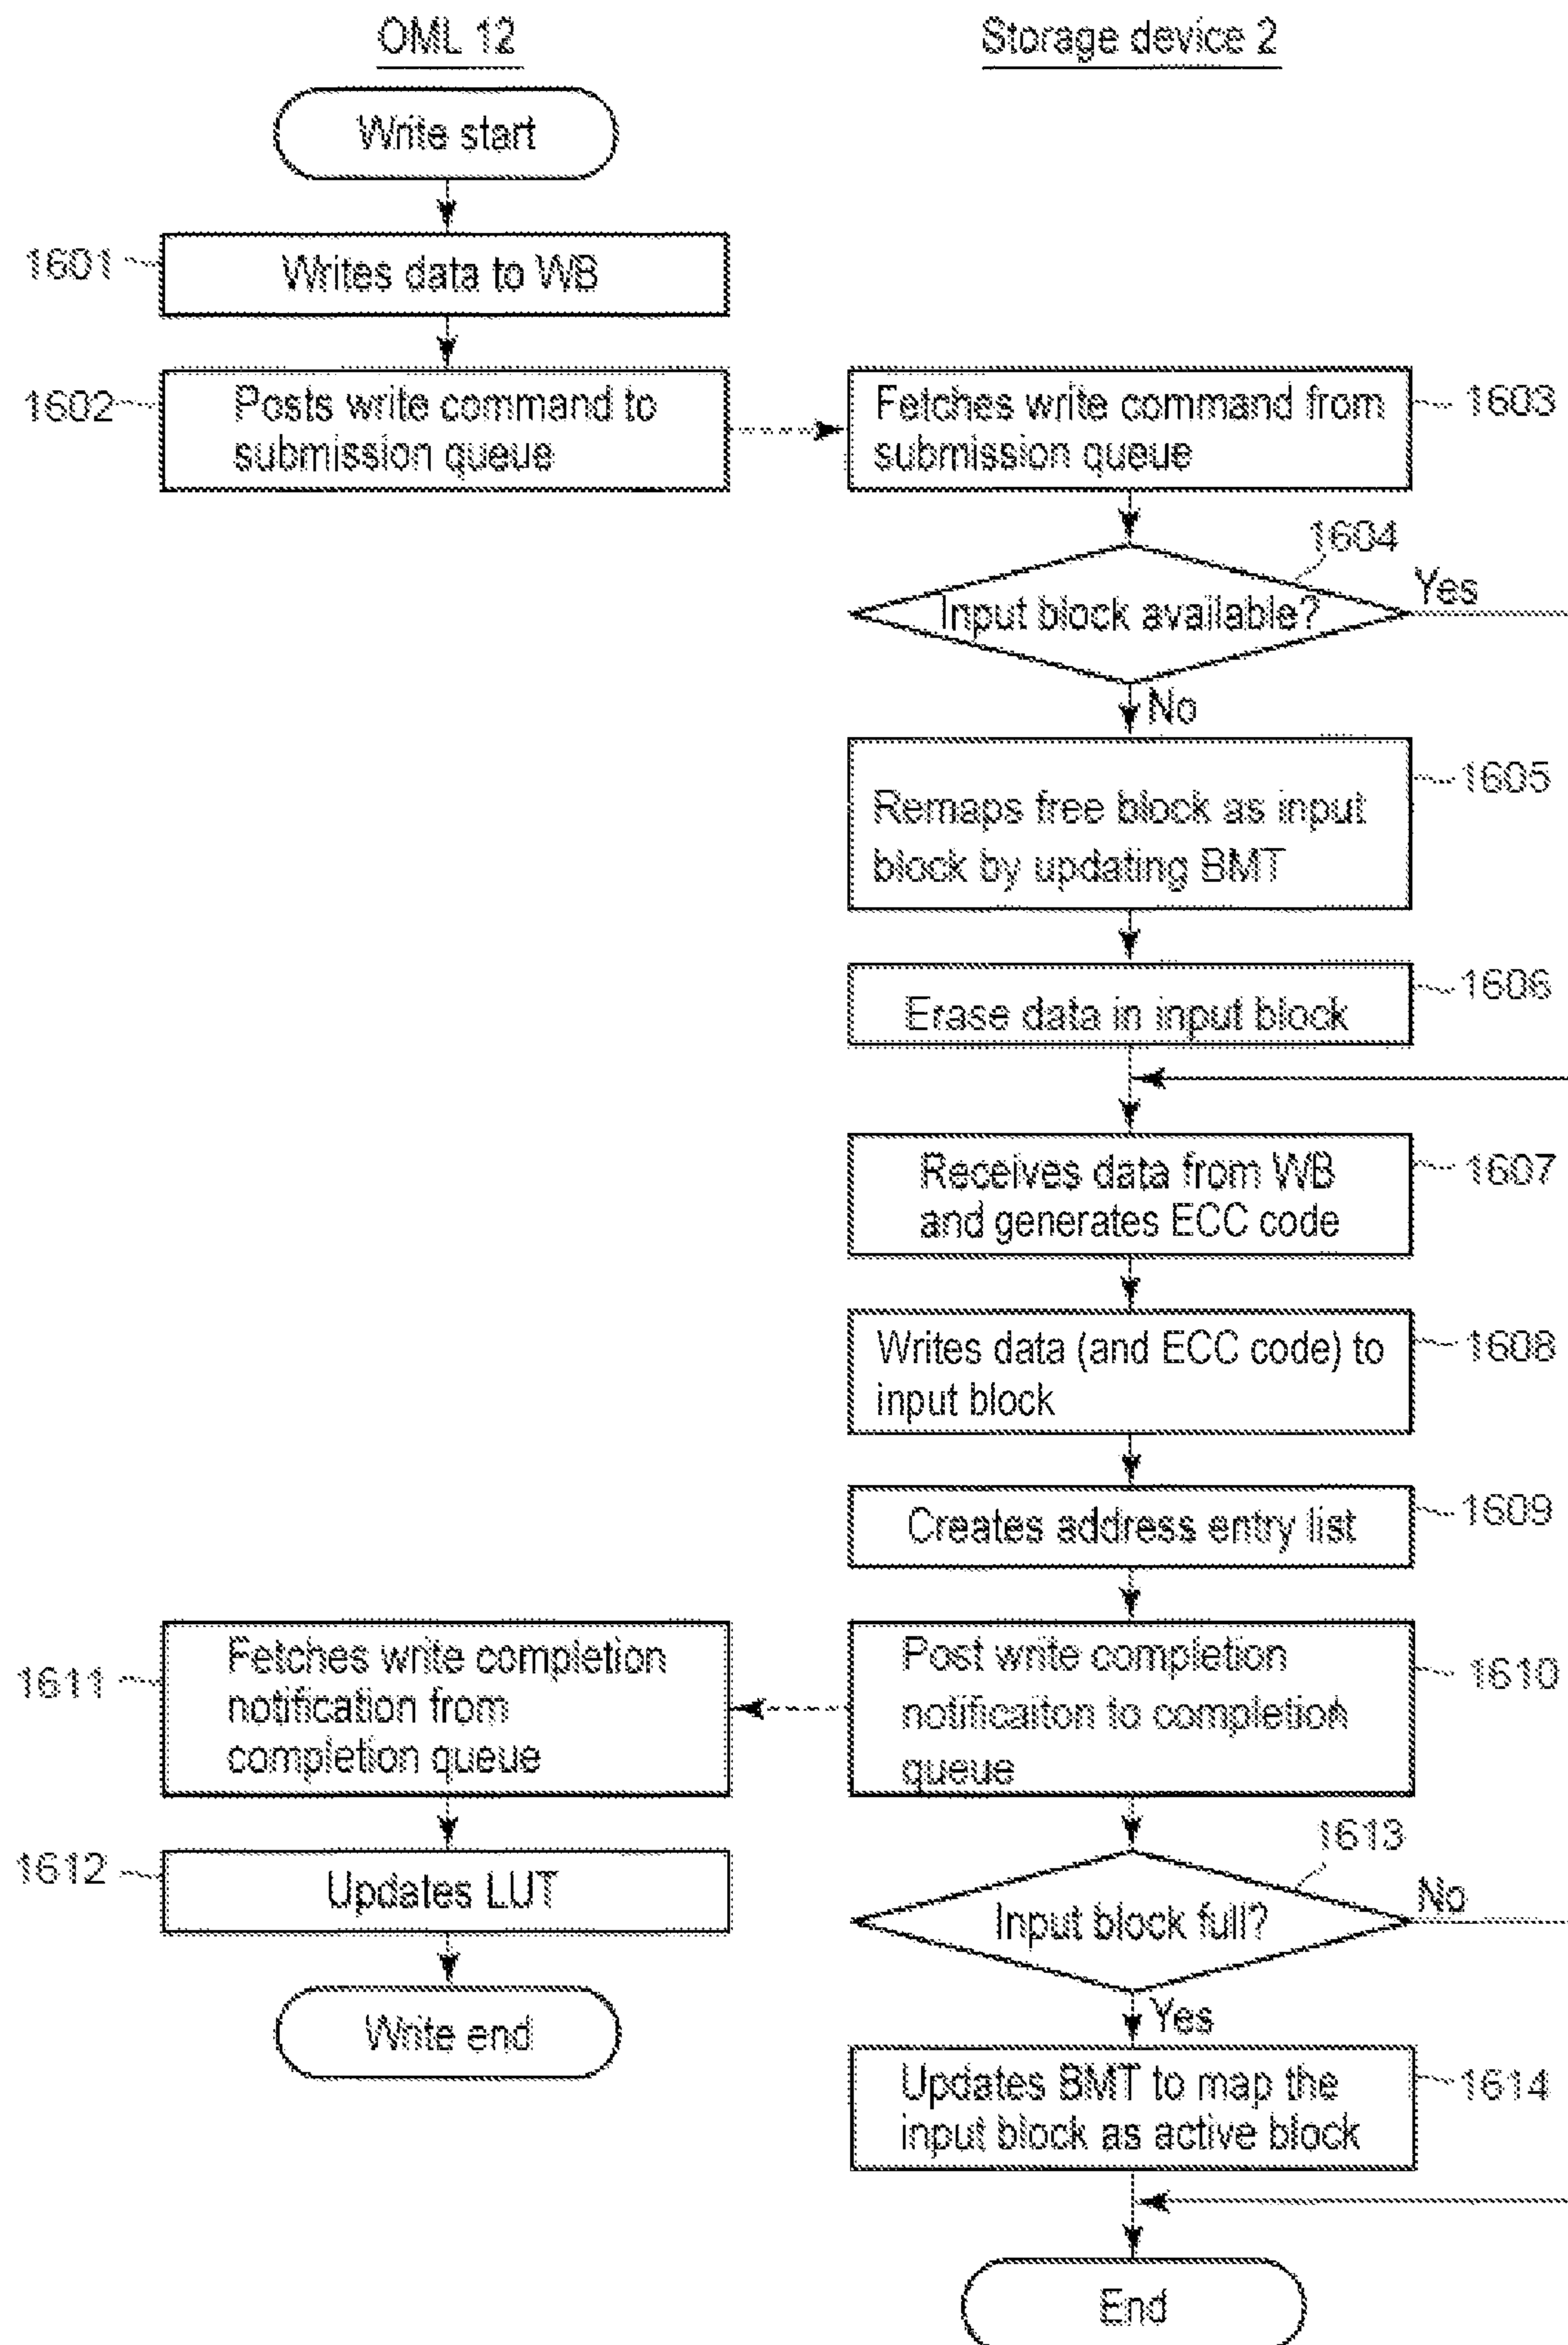 OML 12
Storage device 2
Write start
1601
Writes data to WB
1602
Posts write command to
submission queue
Fetches write command from
submission queue
1603
1604
Input block available?
Yes
No
Remaps free block as input
block by updating BMT
1605
Erase data in input block
1606
Receives data from WB
and generates ECC code
1607
Writes data (and ECC code) to
input block
1608
Creates address entry list
1609
Post write completion
notificaiton to completion
queue
1610
1611
Fetches write completion
notification from
completion queue
1612
Updates LUT
Write end
1613
Input block full?
No
Yes
Updates BMT to map the
input block as active block
1614
End